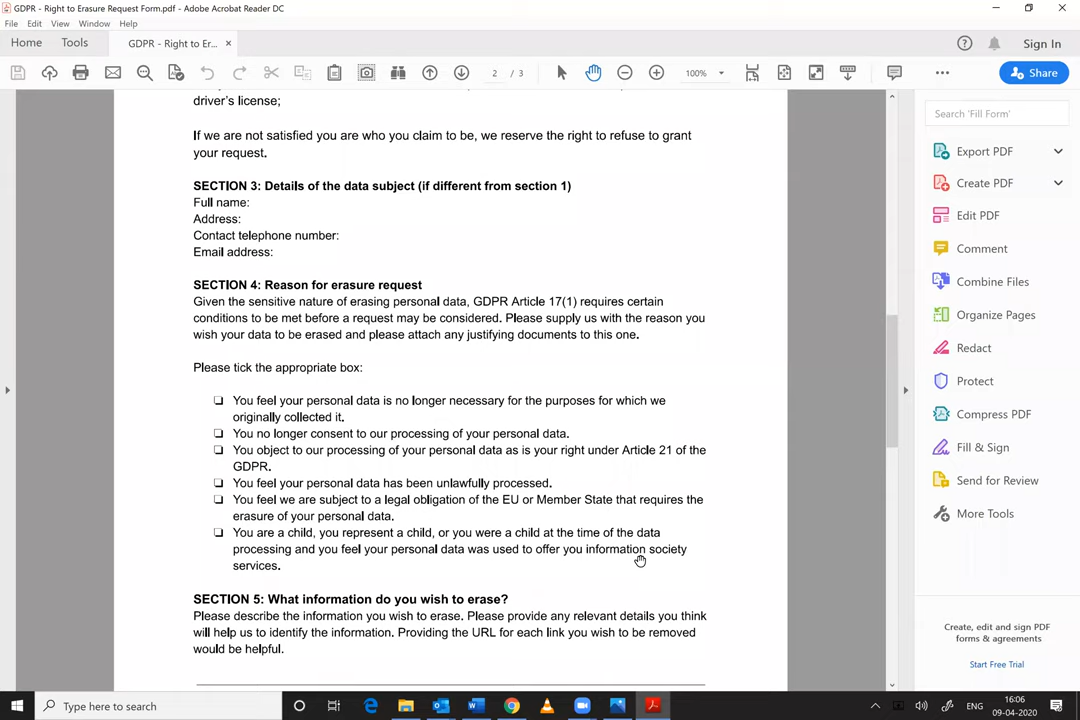 GDPR - Right to Erasure Request Form.pdf - Adobe Acrobat Reader DC
File Edit View Window Help
Home Tools GDPR - Right to Er... × Sign In
2 / 3 100% Share
driver's license;
If we are not satisfied you are who you claim to be, we reserve the right to refuse to grant
your request.
SECTION 3: Details of the data subject (if different from section 1)
Full name:
Address:
Contact telephone number:
Email address:
SECTION 4: Reason for erasure request
Given the sensitive nature of erasing personal data, GDPR Article 17(1) requires certain
conditions to be met before a request may be considered. Please supply us with the reason you
wish your data to be erased and please attach any justifying documents to this one.
Please tick the appropriate box:
❑ You feel your personal data is no longer necessary for the purposes for which we
originally collected it.
❑ You no longer consent to our processing of your personal data.
❑ You object to our processing of your personal data as is your right under Article 21 of the
GDPR.
❑ You feel your personal data has been unlawfully processed.
❑ You feel we are subject to a legal obligation of the EU or Member State that requires the
erasure of your personal data.
❑ You are a child, you represent a child, or you were a child at the time of the data
processing and you feel your personal data was used to offer you information society
services.
SECTION 5: What information do you wish to erase?
Please describe the information you wish to erase. Please provide any relevant details you think
will help us to identify the information. Providing the URL for each link you wish to be removed
would be helpful.
Search 'Fill Form'
Export PDF
Create PDF
Edit PDF
Comment
Combine Files
Organize Pages
Redact
Protect
Compress PDF
Fill & Sign
Send for Review
More Tools
Create, edit and sign PDF
forms & agreements
Start Free Trial
Type here to search
ENG
16:06
09-04-2020